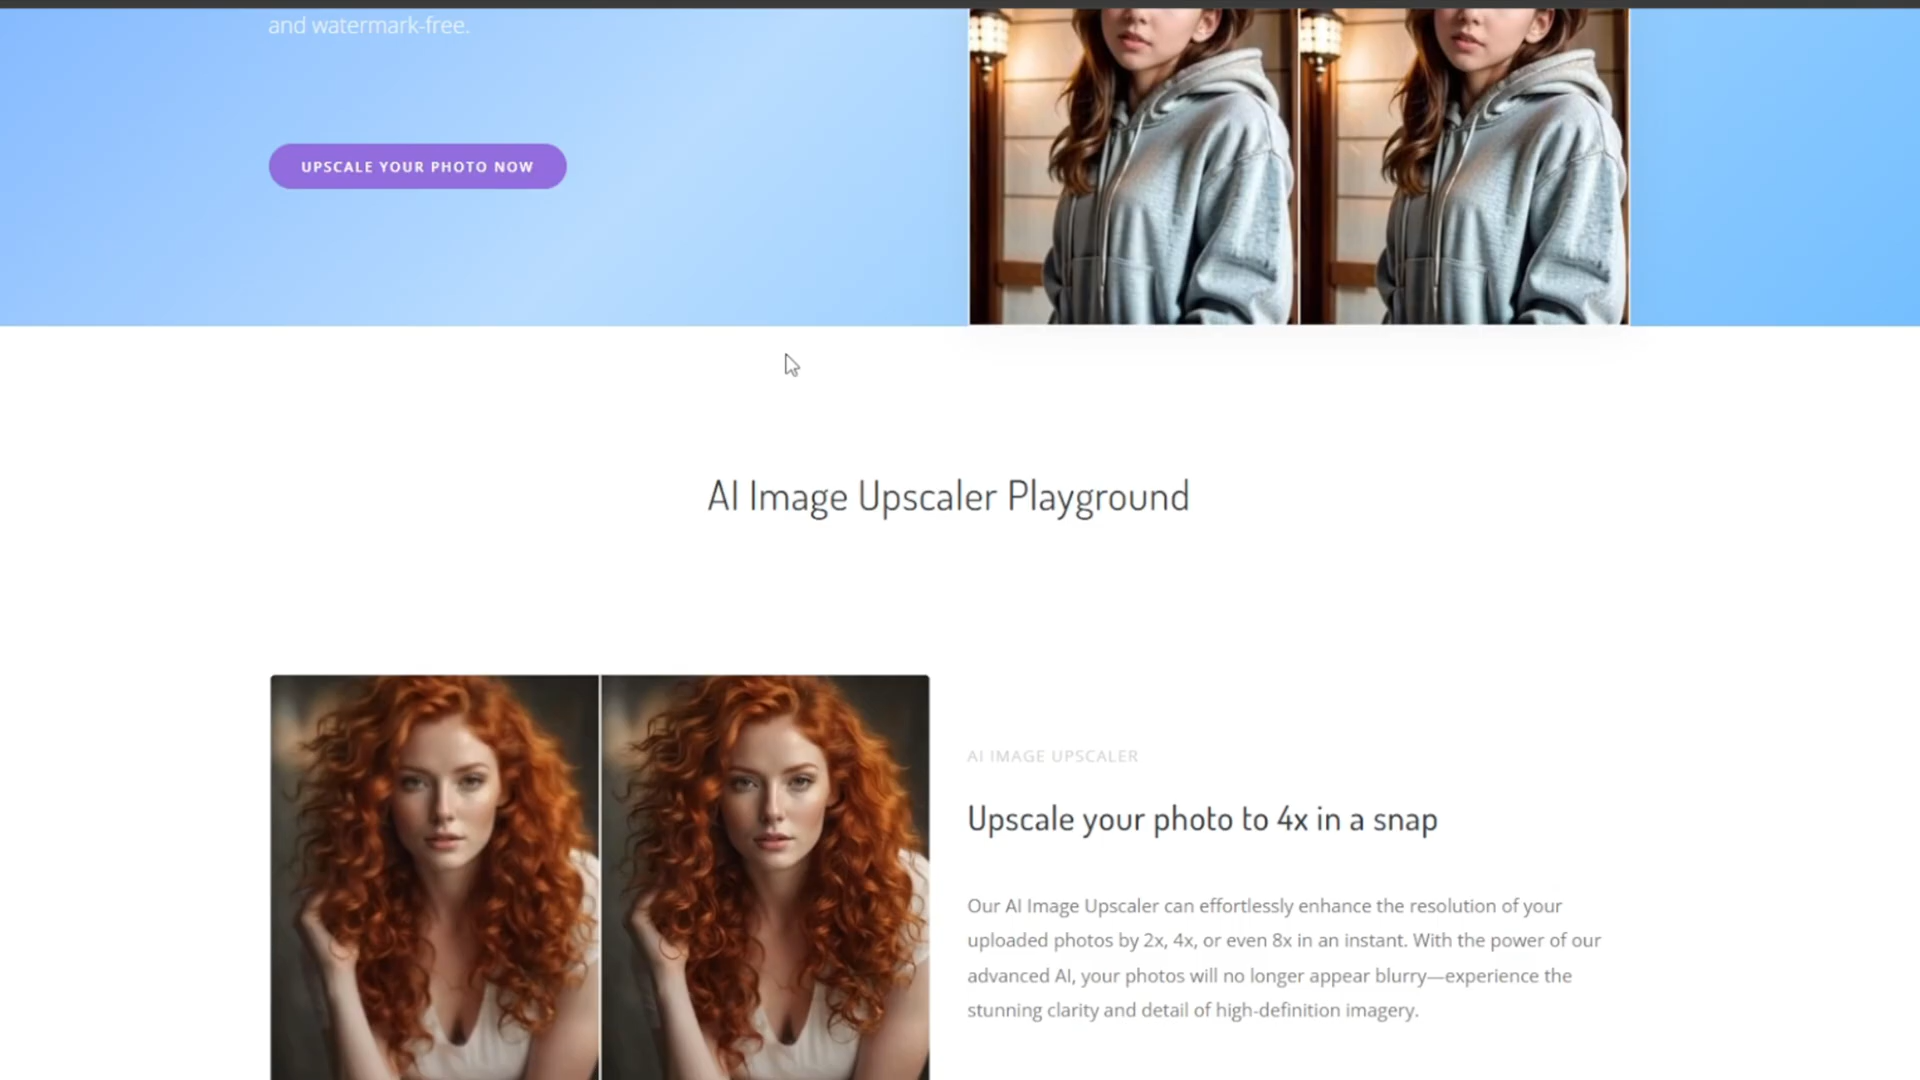 and watermark-free.
UPSCALE YOUR PHOTO NOW
AI Image Upscaler Playground
AI IMAGE UPSCALER
Upscale your photo to 4x in a snap
Our AI Image Upscaler can effortlessly enhance the resolution of your
uploaded photos by 2x, 4x, or even 8x in an instant. With the power of our
advanced AI, your photos will no longer appear blurry—experience the
stunning clarity and detail of high-definition imagery.